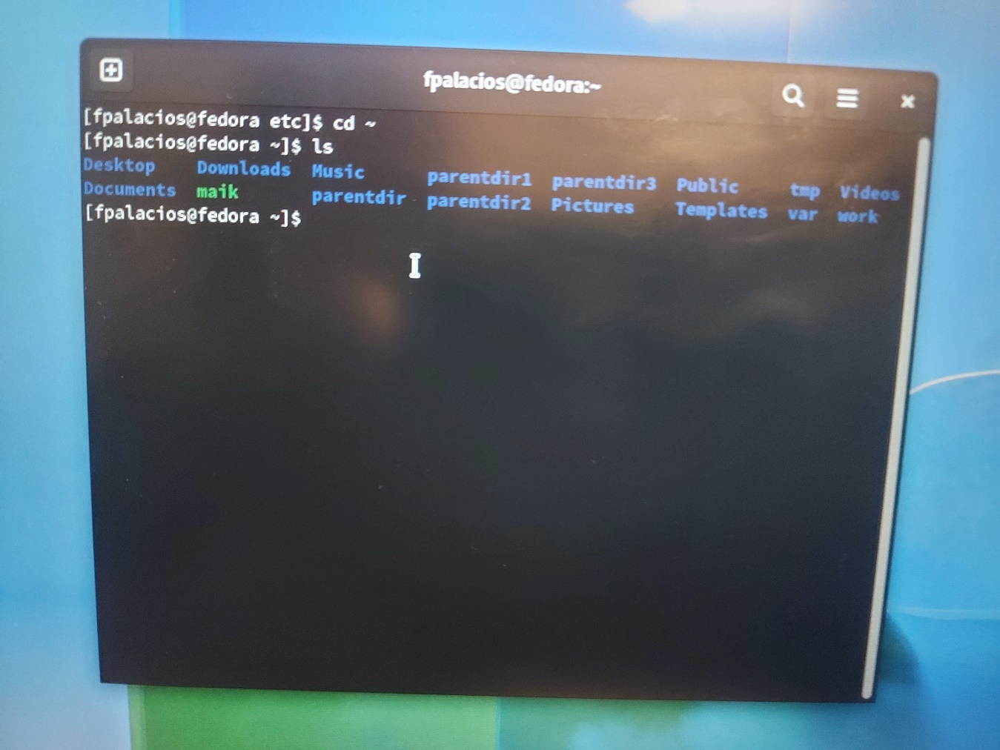 fpalacios@fedora:~
[fpalacios@fedora etc]$ cd ~
[fpalacios@fedora ~]$ ls
Desktop Downloads Music parentdir1 parentdir3 Public tmp Videos
Documents maik parentdir parentdir2 Pictures Templates var work
[fpalacios@fedora ~]$